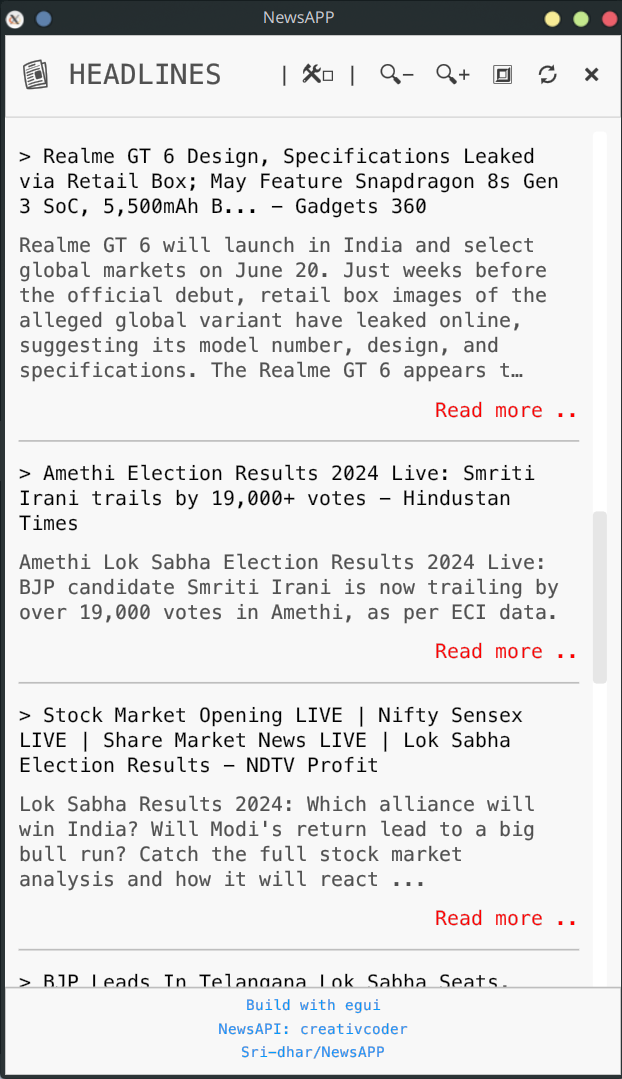 NewsAPP
HEADLINES | | - +
> Realme GT 6 Design, Specifications Leaked
via Retail Box; May Feature Snapdragon 8s Gen
3 SoC, 5,500mAh B... – Gadgets 360
Realme GT 6 will launch in India and select
global markets on June 20. Just weeks before
the official debut, retail box images of the
alleged global variant have leaked online,
suggesting its model number, design, and
specifications. The Realme GT 6 appears t…
Read more ..
> Amethi Election Results 2024 Live: Smriti
Irani trails by 19,000+ votes – Hindustan
Times
Amethi Lok Sabha Election Results 2024 Live:
BJP candidate Smriti Irani is now trailing by
over 19,000 votes in Amethi, as per ECI data.
Read more ..
> Stock Market Opening LIVE | Nifty Sensex
LIVE | Share Market News LIVE | Lok Sabha
Election Results – NDTV Profit
Lok Sabha Results 2024: Which alliance will
win India? Will Modi's return lead to a big
bull run? Catch the full stock market
analysis and how it will react ...
Read more ..
> BJP Leads In Telangana Lok Sabha Seats,
Build with egui
NewsAPI: creativcoder
Sri-dhar/NewsAPP